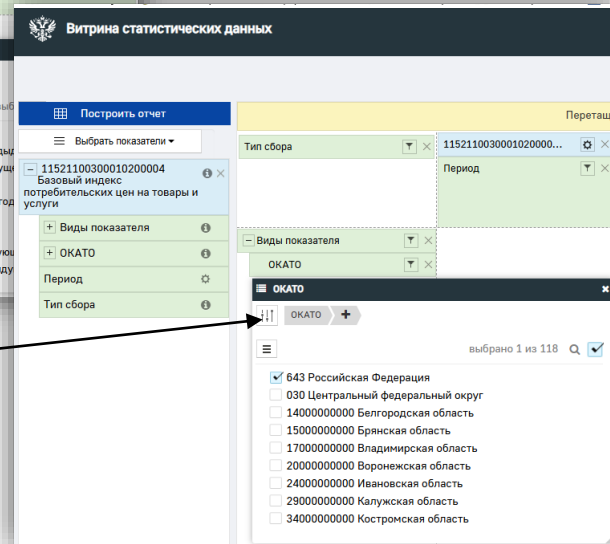 Витрина статистических данных
Построить отчет
Выбрать показатели
11521100300010200004
Базовый индекс
потребительских цен на товары и
услуги
Виды показателя
ОКАТО
Период
Тип сбора
Перетащ
Тип сбора
1152110030001020000...
Период
Виды показателя
ОКАТО
ОКАТО
ОКАТО
выбрано 1 из 118
643 Российская Федерация
030 Центральный федеральный округ
14000000000 Белгородская область
15000000000 Брянская область
17000000000 Владимирская область
20000000000 Воронежская область
24000000000 Ивановская область
29000000000 Калужская область
34000000000 Костромская область